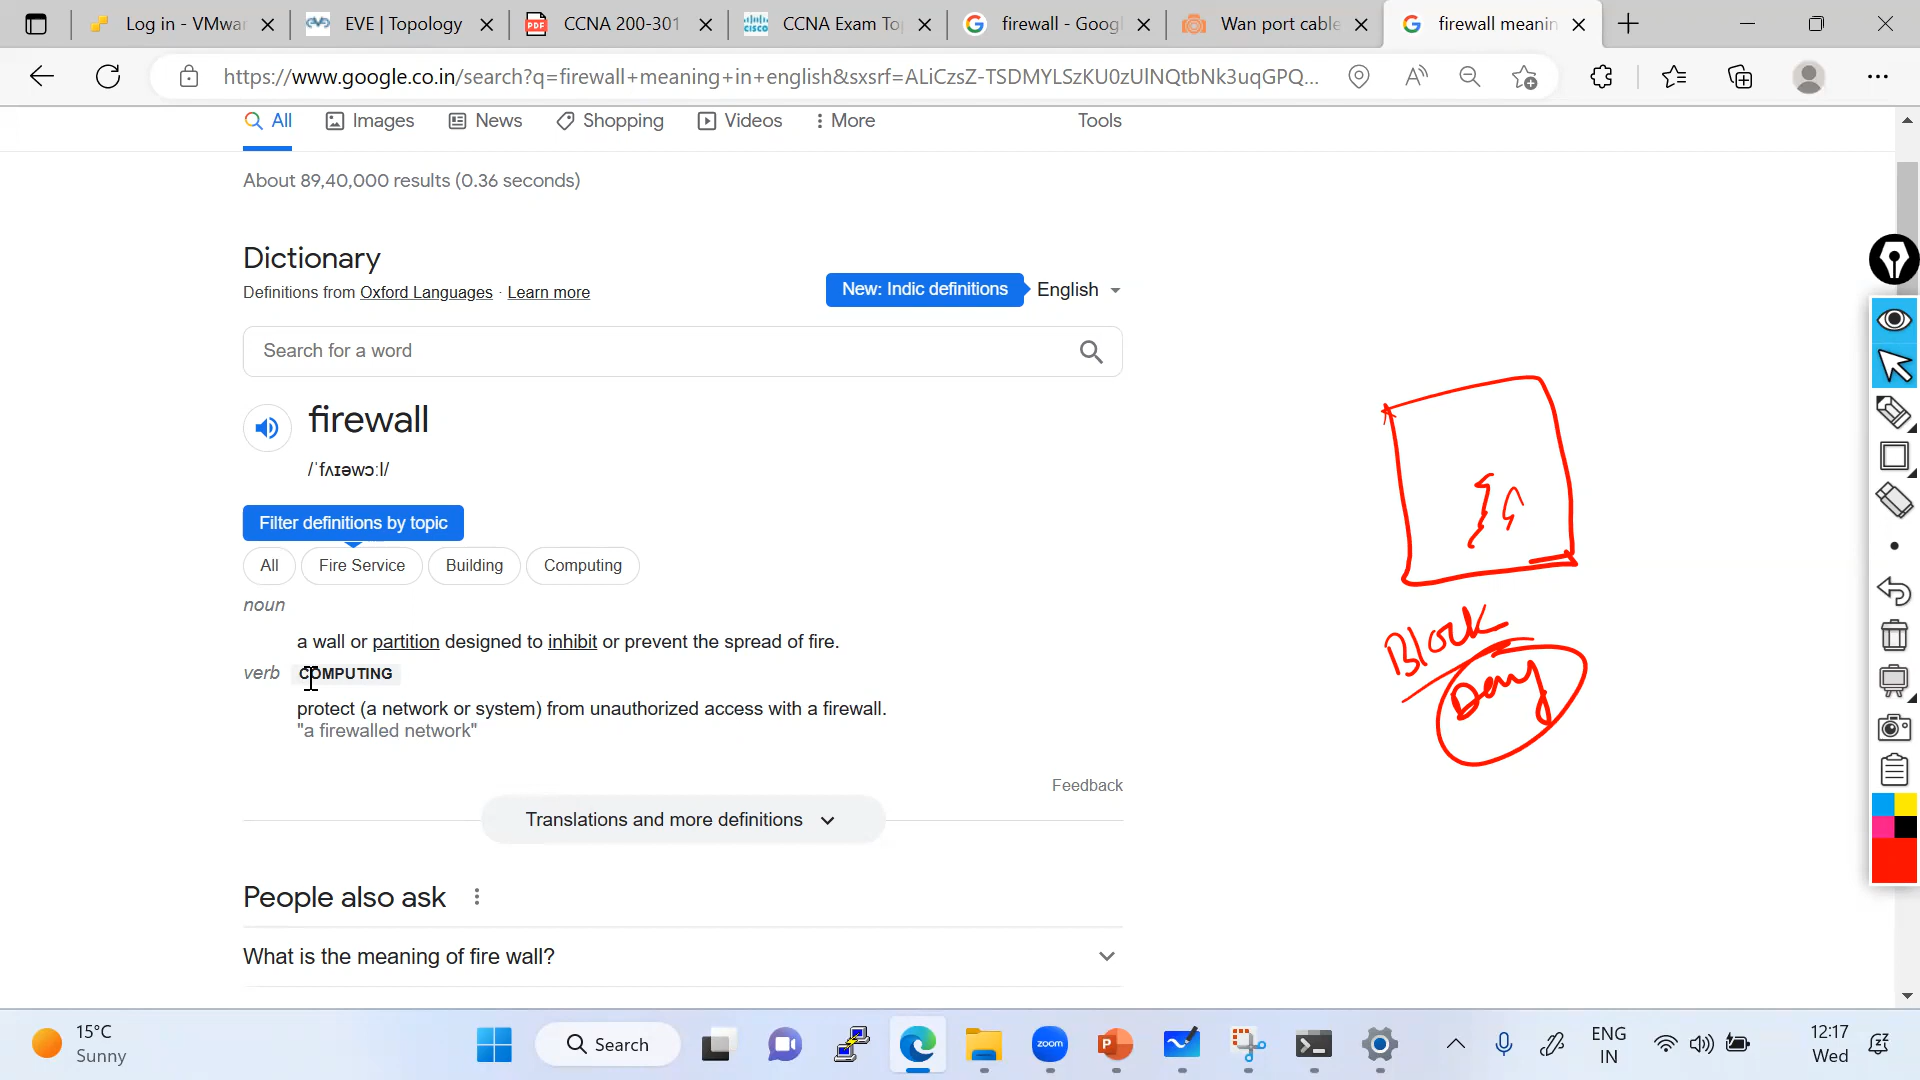 Log in - VMwar
EVE | Topology
CCNA 200-301
CCNA Exam To
firewall - Googl
Wan port cable
firewall meanin
https://www.google.co.in/search?q=firewall+meaning+in+english&sxsrf=ALiCzsZ-TSDMYLSzKU0zUlNQtbNk3uqGPQ...
All
Images
News
Shopping
Videos
More
Tools
About 89,40,000 results (0.36 seconds)
Dictionary
Definitions from Oxford Languages · Learn more
New: Indic definitions
English
Search for a word
firewall
/ˈfʌɪəwɔːl/
Filter definitions by topic
All
Fire Service
Building
Computing
noun
a wall or partition designed to inhibit or prevent the spread of fire.
verb
COMPUTING
protect (a network or system) from unauthorized access with a firewall.
"a firewalled network"
Feedback
Translations and more definitions
People also ask
What is the meaning of fire wall?
Block
Deny
15°C
Sunny
Search
zoom
ENG
IN
12:17
Wed